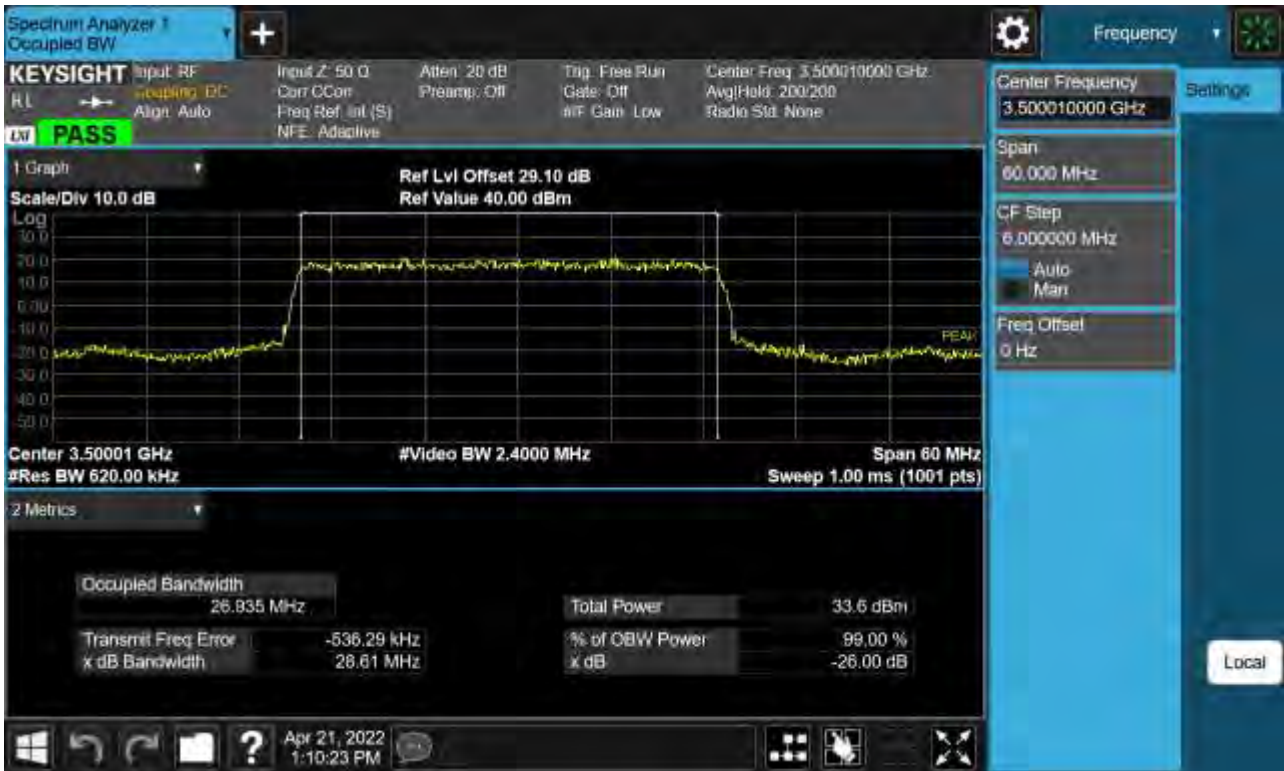 Spectrum Analyzer 1
Occupied BW
Frequency
KEYSIGHT
RL
Input: RF
Coupling: DC
Align: Auto
Input Z: 50 Ω
Corr CCorr
Freq Ref: Int (S)
NFE: Adaptive
Atten: 20 dB
Preamp: Off
Trig: Free Run
Gate: Off
#IF Gain: Low
Center Freq: 3.500010000 GHz
Avg|Hold: 200/200
Radio Std: None
LXI
PASS
Center Frequency
3.500010000 GHz
Settings
Span
60.000 MHz
CF Step
6.000000 MHz
Auto
Man
Freq Offset
0 Hz
Local
1 Graph
Scale/Div 10.0 dB
Ref Lvl Offset 29.10 dB
Ref Value 40.00 dBm
Log
30.0
20.0
10.0
0.00
-10.0
-20.0
-30.0
-40.0
-50.0
PEAK
Center 3.50001 GHz
#Res BW 620.00 kHz
#Video BW 2.4000 MHz
Span 60 MHz
Sweep 1.00 ms (1001 pts)
2 Metrics
Occupied Bandwidth
26.935 MHz
Transmit Freq Error -536.29 kHz
x dB Bandwidth 28.61 MHz
Total Power 33.6 dBm
% of OBW Power 99.00 %
x dB -26.00 dB
?
Apr 21, 2022
1:10:23 PM